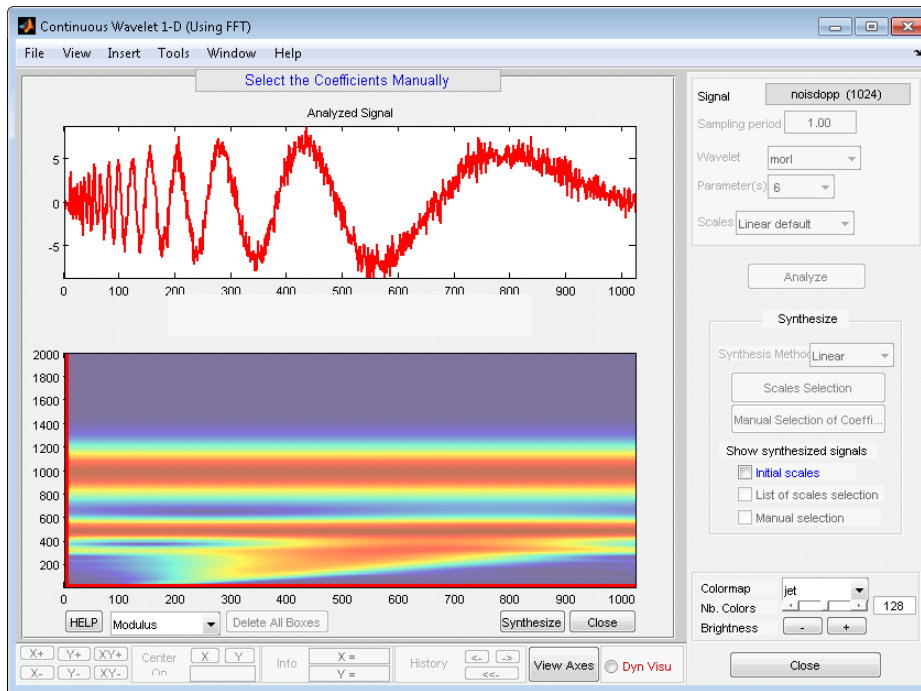 Continuous Wavelet 1-D (Using FFT)
File View Insert Tools Window Help
Select the Coefficients Manually
Analyzed Signal
5
0
-5
0 100 200 300 400 500 600 700 800 900 1000
2000
1800
1600
1400
1200
1000
800
600
400
200
0 100 200 300 400 500 600 700 800 900 1000
HELP Modulus Delete All Boxes Synthesize Close
Signal noisdopp (1024)
Sampling period 1.00
Wavelet morl
Parameter(s) 6
Scales Linear default
Analyze
Synthesize
Synthesis Method Linear
Scales Selection
Manual Selection of Coeffi...
Show synthesized signals
Initial scales
List of scales selection
Manual selection
Colormap jet
Nb. Colors 128
Brightness - +
X+ Y+ XY+ Center X Y Info X = History <- -> View Axes Dyn Visu Close
X- Y- XY- On Y = <<-